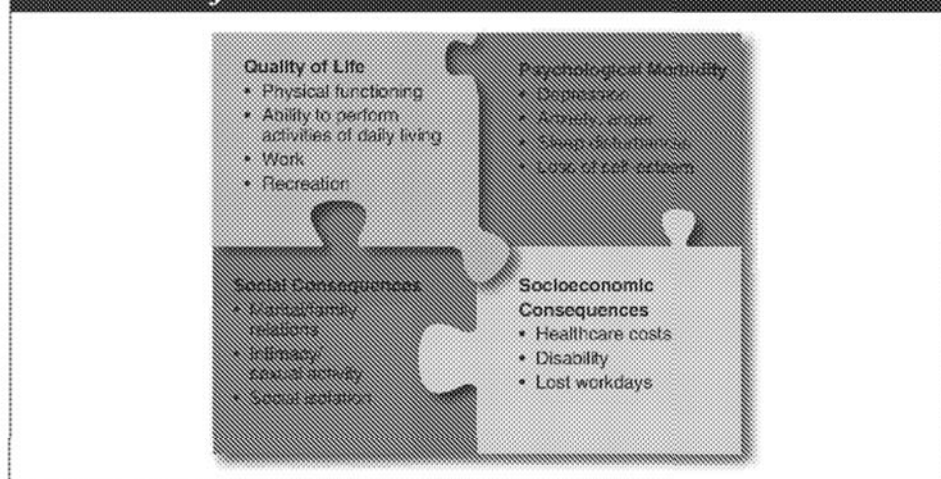 Quality of Life
• Physical functioning
• Ability to perform
activities of daily living
• Work
• Recreation
Psychological Morbidity
• Depression
• Anxiety, anger
• Sleep disturbances
• Loss of self-esteem
Social Consequences
• Marital/family
relations
• Intimacy/
sexual activity
• Social isolation
Socioeconomic
Consequences
• Healthcare costs
• Disability
• Lost workdays